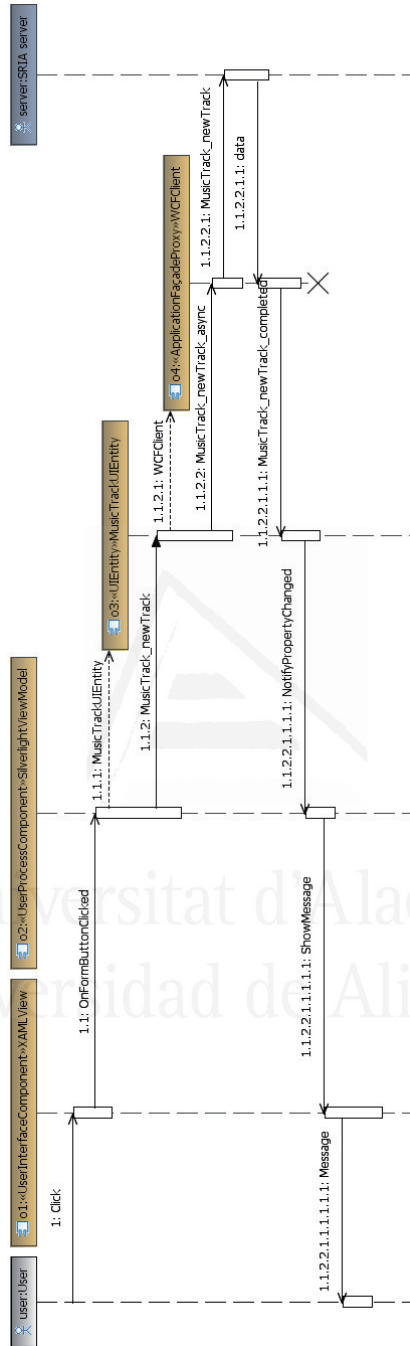 user:User
o1:«UserInterfaceComponent»XAMLView
o2:«UserProcessComponent»SilverlightViewModel
o3:«UIEntity»MusicTrackUIEntity
o4:«ApplicationFaçadeProxy»WCFClient
server:SRIA server
1: Click
1.1: OnFormButtonClicked
1.1.1: MusicTrackUIEntity
1.1.2: MusicTrack_newTrack
1.1.2.1: WCFClient
1.1.2.2: MusicTrack_newTrack_async
1.1.2.2.1: MusicTrack_newTrack
1.1.2.2.1.1: data
1.1.2.2.1.1.1: MusicTrack_newTrack_completed
1.1.2.2.1.1.1.1: NotifyPropertyChanged
1.1.2.2.1.1.1.1.1: ShowMessage
1.1.2.2.1.1.1.1.1.1: Message
versitat d'Ala
versidad de Ali